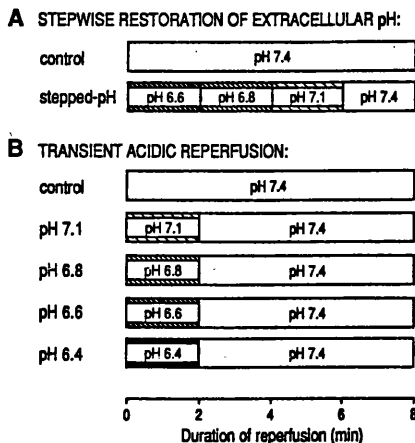 A STEPWISE RESTORATION OF EXTRACELLULAR pH:
control pH 7.4
stepped-pH pH 6.6 pH 6.8 pH 7.1 pH 7.4
B TRANSIENT ACIDIC REPERFUSION:
control pH 7.4
pH 7.1 pH 7.1 pH 7.4
pH 6.8 pH 6.8 pH 7.4
pH 6.6 pH 6.6 pH 7.4
pH 6.4 pH 6.4 pH 7.4
0 2 4 6 8
Duration of reperfusion (min)